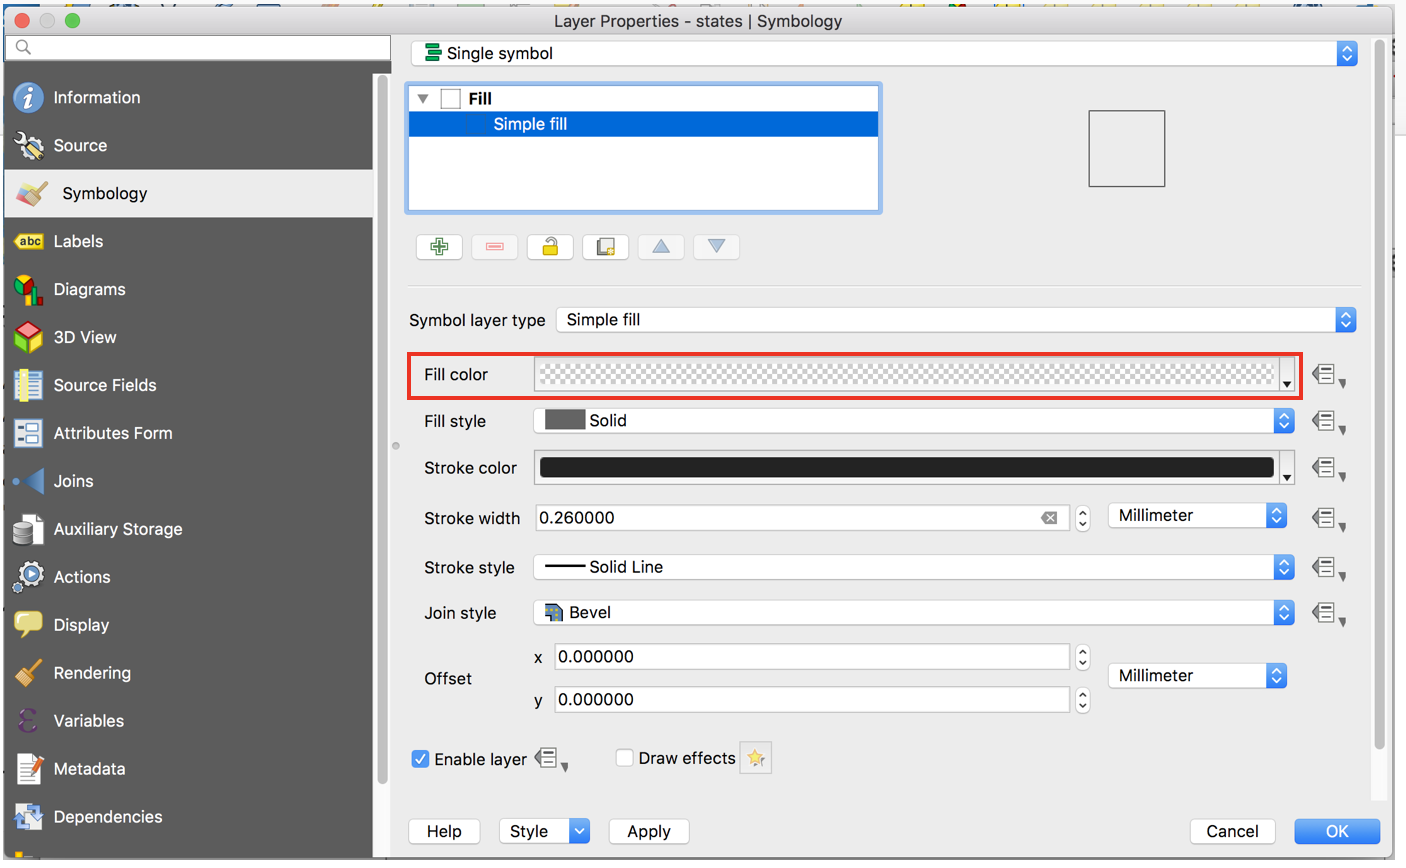 Layer Properties - states | Symbology
Single symbol
Information
Source
Symbology
abc Labels
Diagrams
3D View
Source Fields
Attributes Form
Joins
Auxiliary Storage
Actions
Display
Rendering
Variables
Metadata
Dependencies
Fill
Simple fill
Symbol layer type Simple fill
Fill color
Fill style Solid
Stroke color
Stroke width 0.260000 Millimeter
Stroke style Solid Line
Join style Bevel
Offset
x 0.000000
y 0.000000
Millimeter
Enable layer Draw effects
Help Style Apply Cancel OK